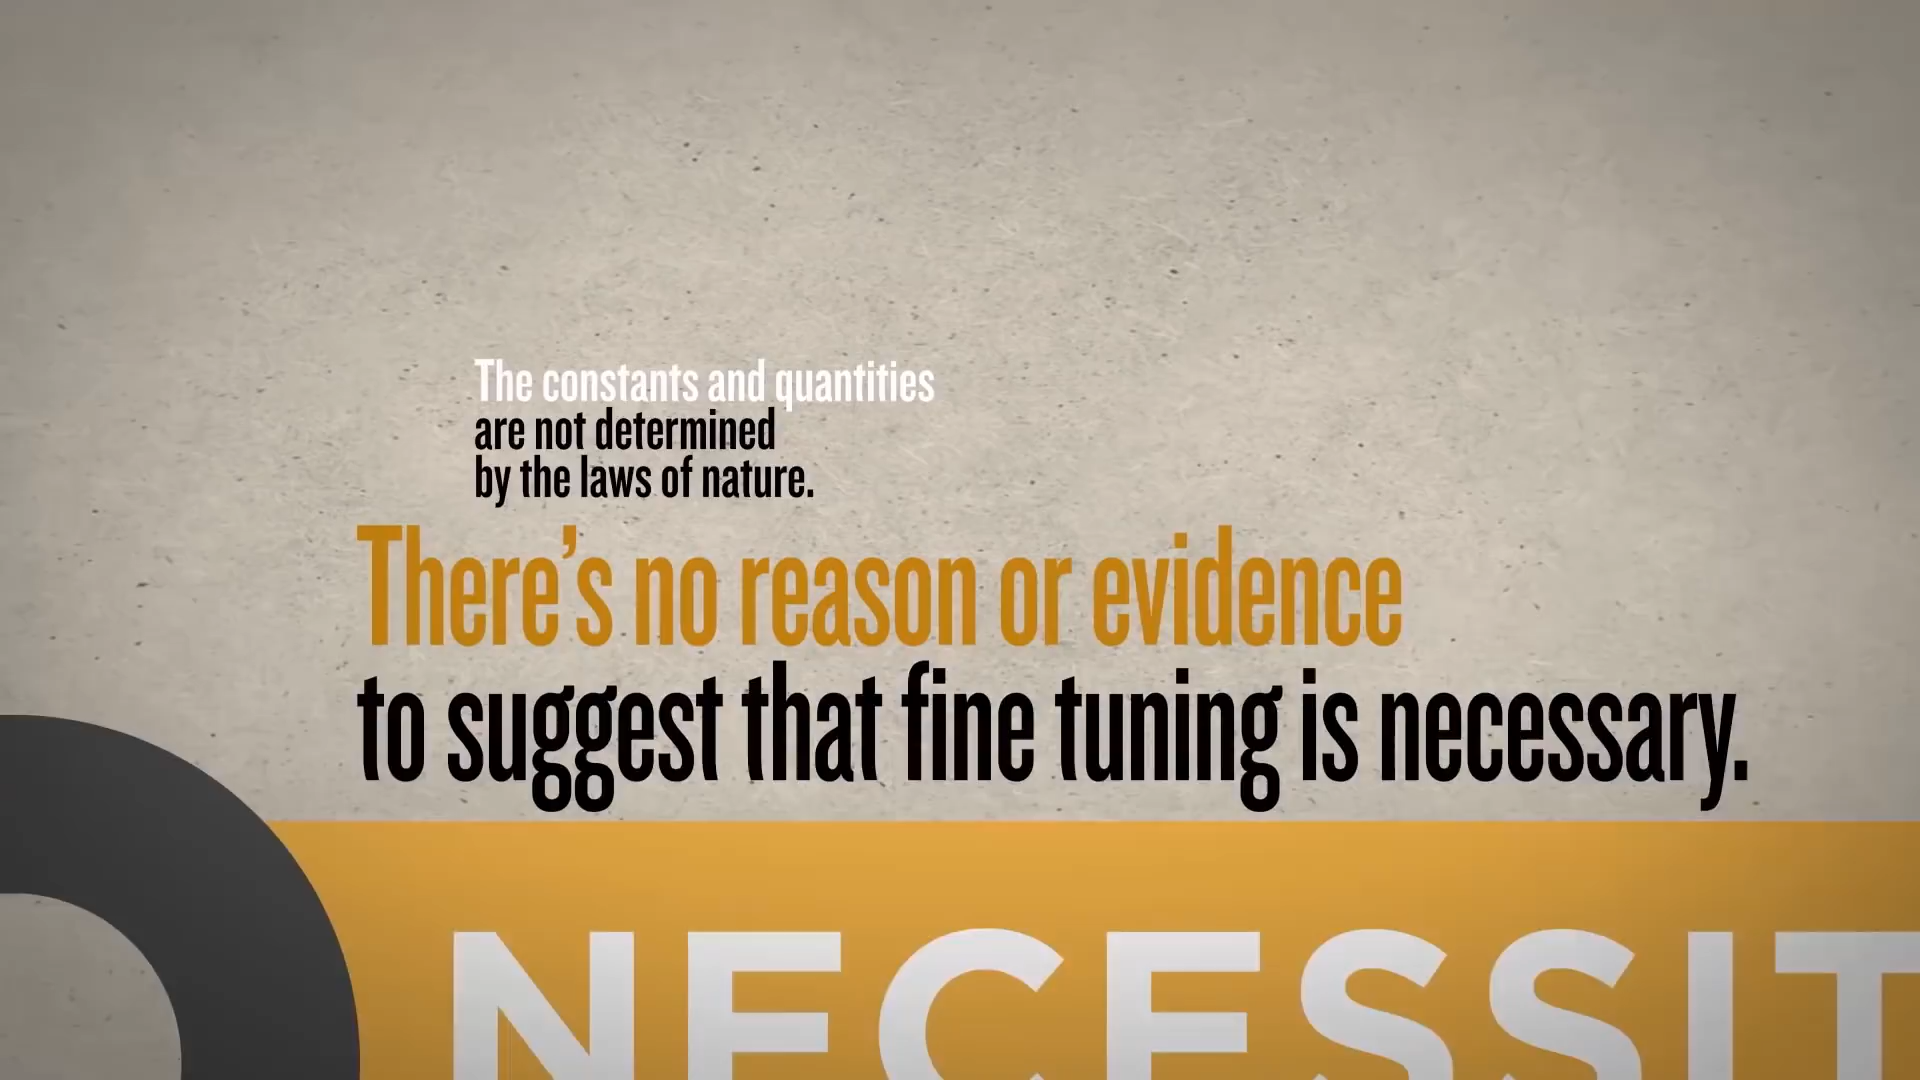 The constants and quantities
are not determined
by the laws of nature.
There's no reason or evidence
to suggest that fine tuning is necessary.
NECESSIT